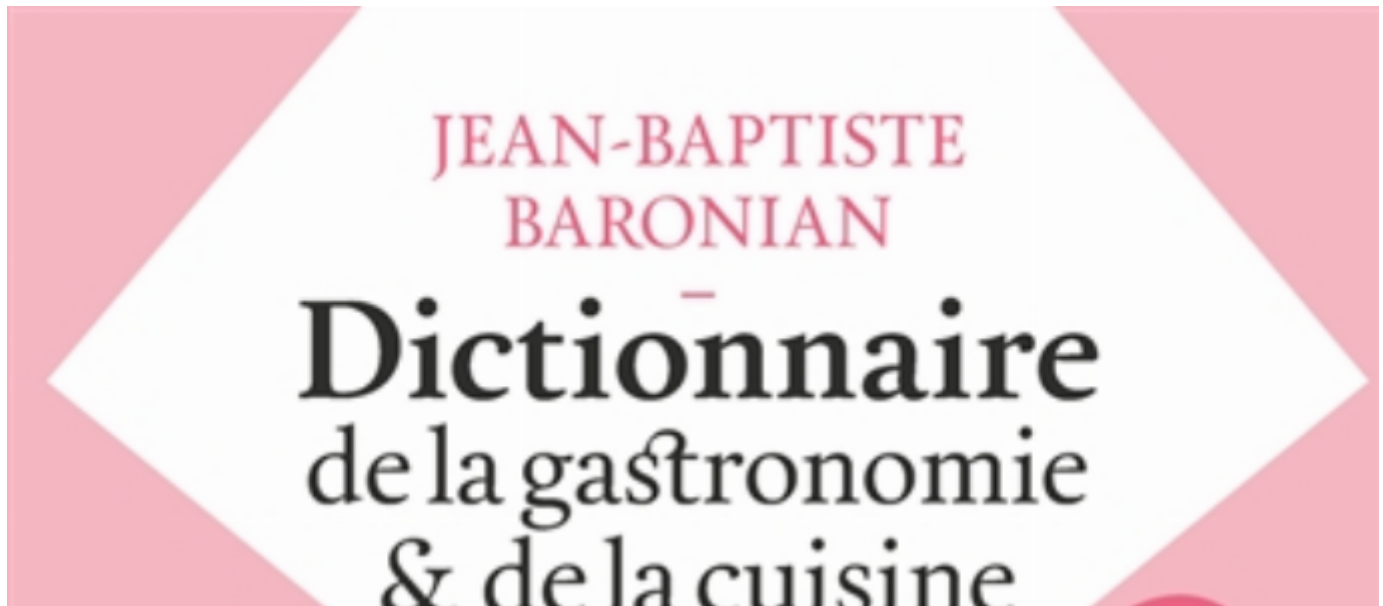 JEAN-BAPTISTE
BARONIAN
–
Dictionnaire
de la gastronomie
& de la cuisine